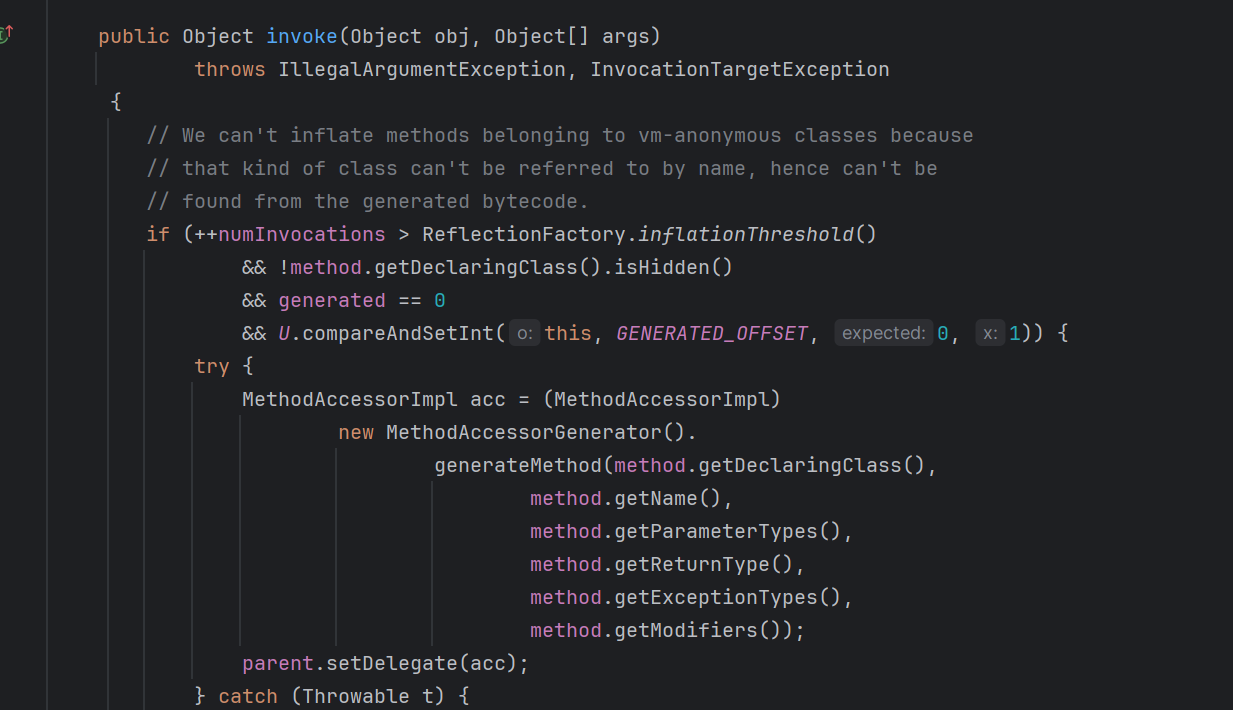 public Object invoke(Object obj, Object[] args)
throws IllegalArgumentException, InvocationTargetException
{
// We can't inflate methods belonging to vm-anonymous classes because
// that kind of class can't be referred to by name, hence can't be
// found from the generated bytecode.
if (++numInvocations > ReflectionFactory.inflationThreshold()
&& !method.getDeclaringClass().isHidden()
&& generated == 0
&& U.compareAndSetInt( o: this, GENERATED_OFFSET, expected: 0, x: 1)) {
try {
MethodAccessorImpl acc = (MethodAccessorImpl)
new MethodAccessorGenerator().
generateMethod(method.getDeclaringClass(),
method.getName(),
method.getParameterTypes(),
method.getReturnType(),
method.getExceptionTypes(),
method.getModifiers());
parent.setDelegate(acc);
} catch (Throwable t) {